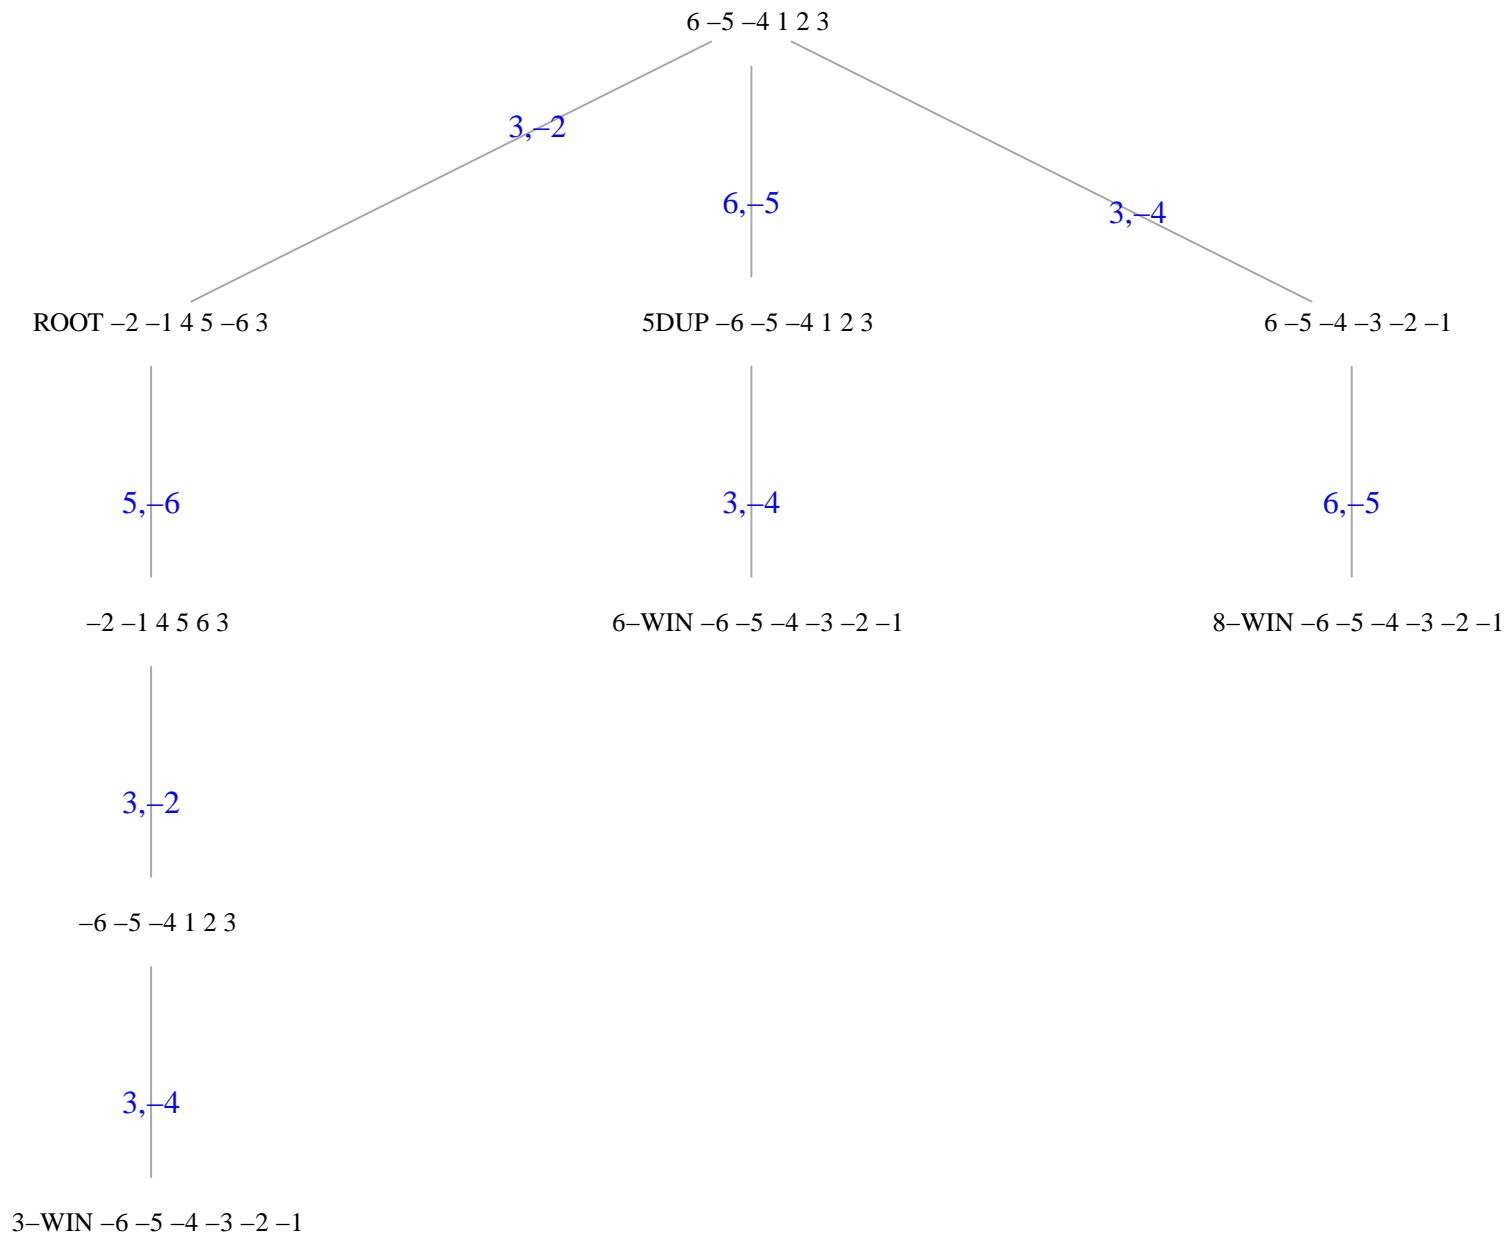 6 –5 –4 1 2 3
3,–2
6,–5
3,–4
ROOT –2 –1 4 5 –6 3
5DUP –6 –5 –4 1 2 3
6 –5 –4 –3 –2 –1
5,–6
3,–4
6,–5
–2 –1 4 5 6 3
6–WIN –6 –5 –4 –3 –2 –1
8–WIN –6 –5 –4 –3 –2 –1
3,–2
–6 –5 –4 1 2 3
3,–4
3–WIN –6 –5 –4 –3 –2 –1